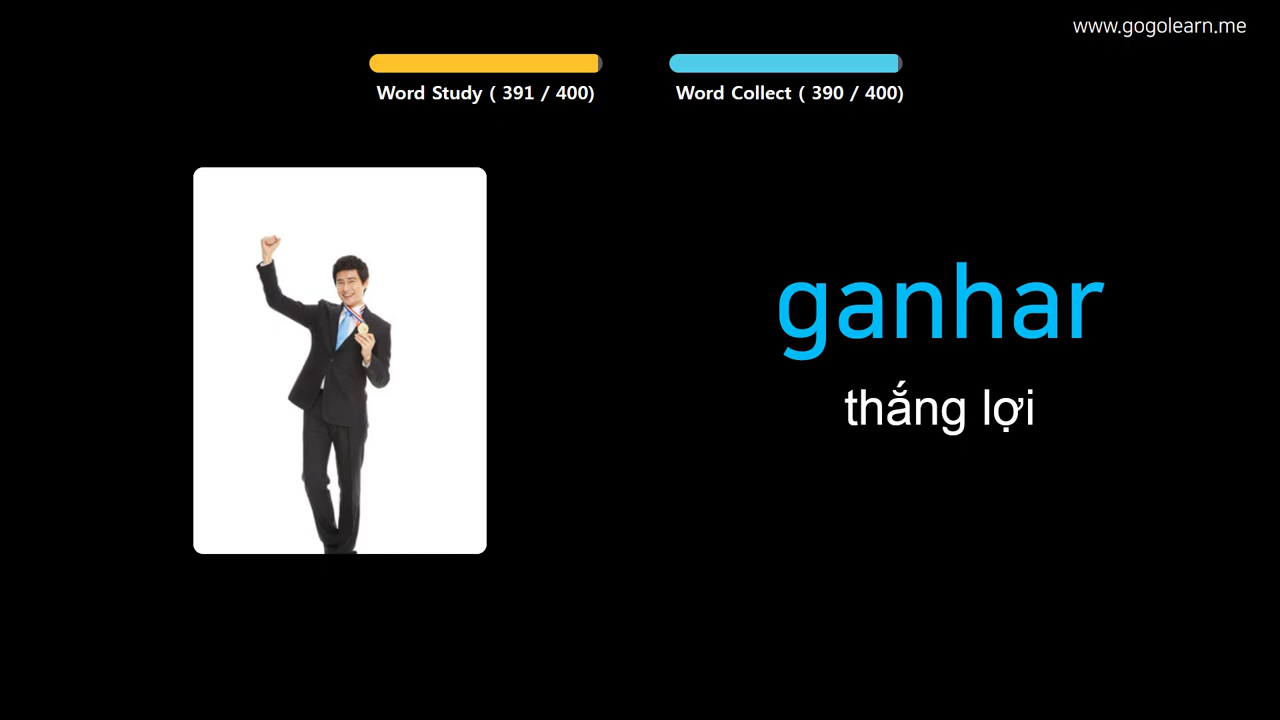 www.gogolearn.me
Word Study ( 391 / 400)
Word Collect ( 390 / 400)
ganhar
thắng lợi